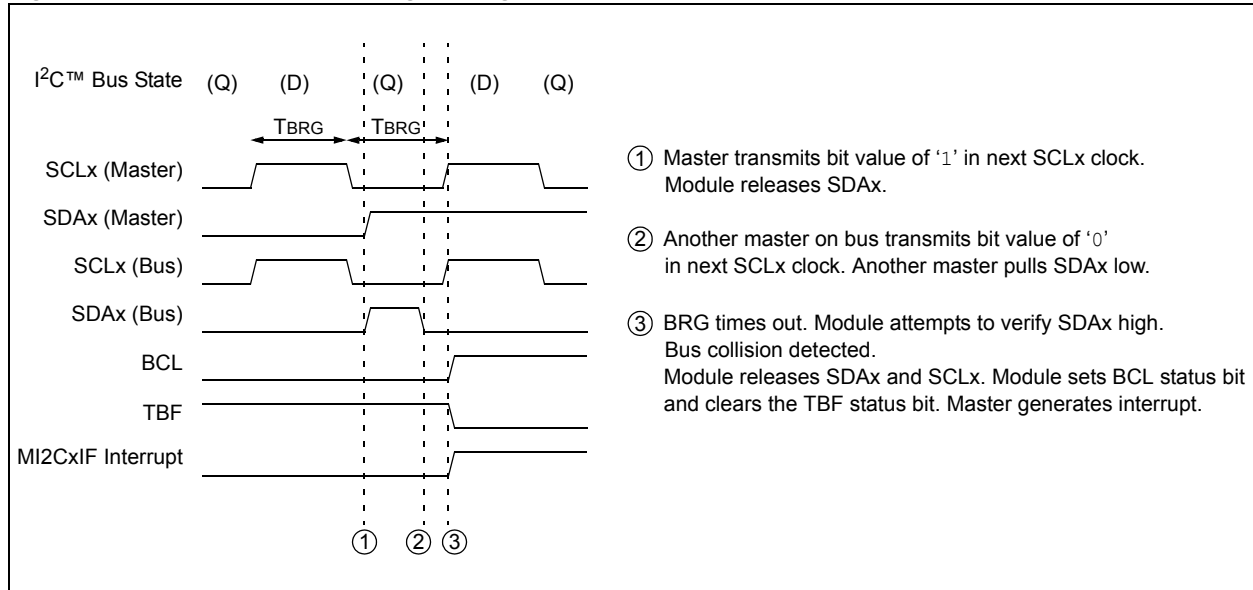 I2C™ Bus State (Q) (D) (Q) (D) (Q)
TBRG TBRG
SCLx (Master)
SDAx (Master)
SCLx (Bus)
SDAx (Bus)
BCL
TBF
MI2CxIF Interrupt
1 2 3
1 Master transmits bit value of ‘1’ in next SCLx clock.
Module releases SDAx.
2 Another master on bus transmits bit value of ‘0’
in next SCLx clock. Another master pulls SDAx low.
3 BRG times out. Module attempts to verify SDAx high.
Bus collision detected.
Module releases SDAx and SCLx. Module sets BCL status bit
and clears the TBF status bit. Master generates interrupt.